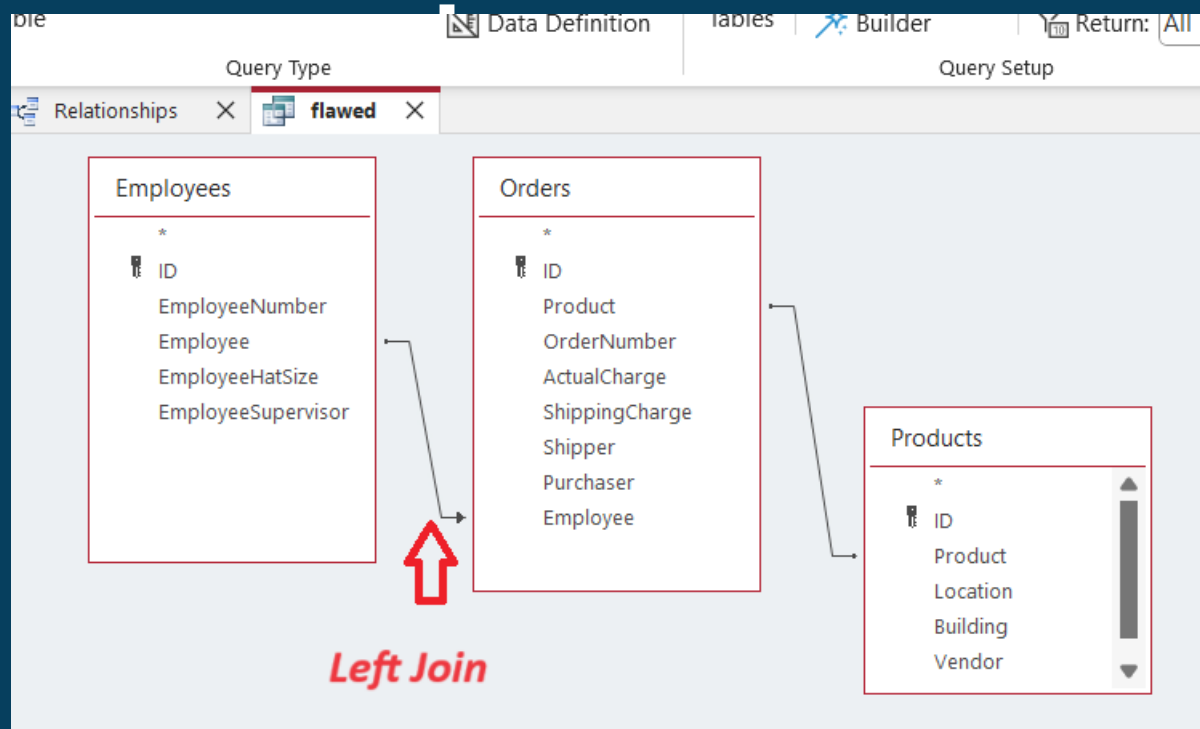 ble
Data Definition
Tables
Builder
10
Return:
All
Query Type
Query Setup
Relationships
flawed
Employees
*
ID
EmployeeNumber
Employee
EmployeeHatSize
EmployeeSupervisor
Orders
*
ID
Product
OrderNumber
ActualCharge
ShippingCharge
Shipper
Purchaser
Employee
Products
*
ID
Product
Location
Building
Vendor
Left Join